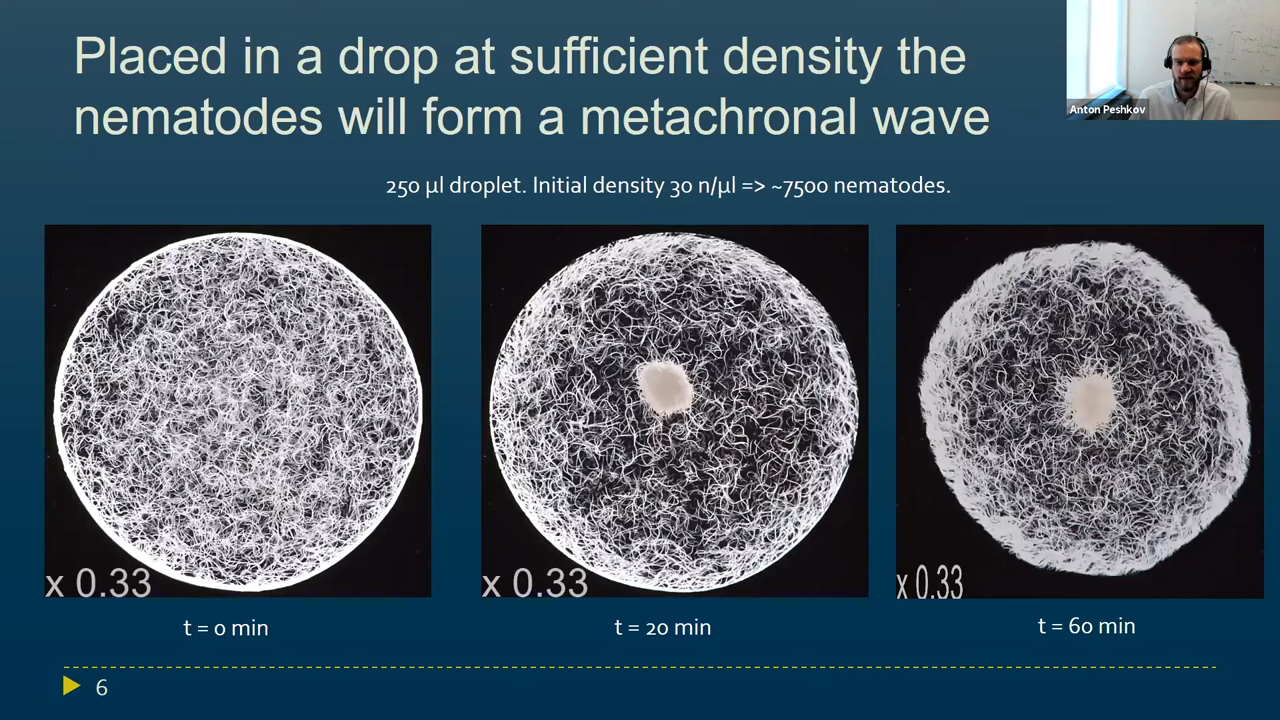 Placed in a drop at sufficient density the
nematodes will form a metachronal wave
Anton Peshkov
250 µl droplet. Initial density 30 n/µl => ~7500 nematodes.
x 0.33
x 0.33
x 0.33
t = 0 min
t = 20 min
t = 60 min
6